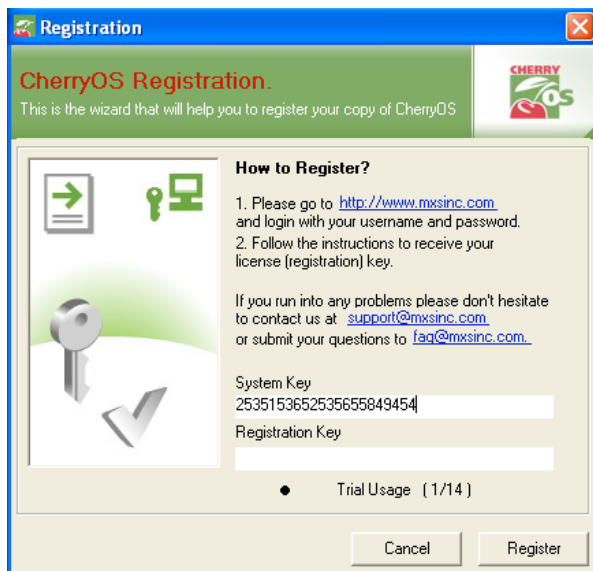 Registration
CherryOS Registration.
This is the wizard that will help you to register your copy of CherryOS
CHERRY
OS
How to Register?
1. Please go to http://www.mxsinc.com
and login with your username and password.
2. Follow the instructions to receive your
license (registration) key.
If you run into any problems please don't hesitate
to contact us at support@mxsinc.com
or submit your questions to faq@mxsinc.com.
System Key
2535153652535655849454
Registration Key
Trial Usage ( 1/14 )
Cancel
Register